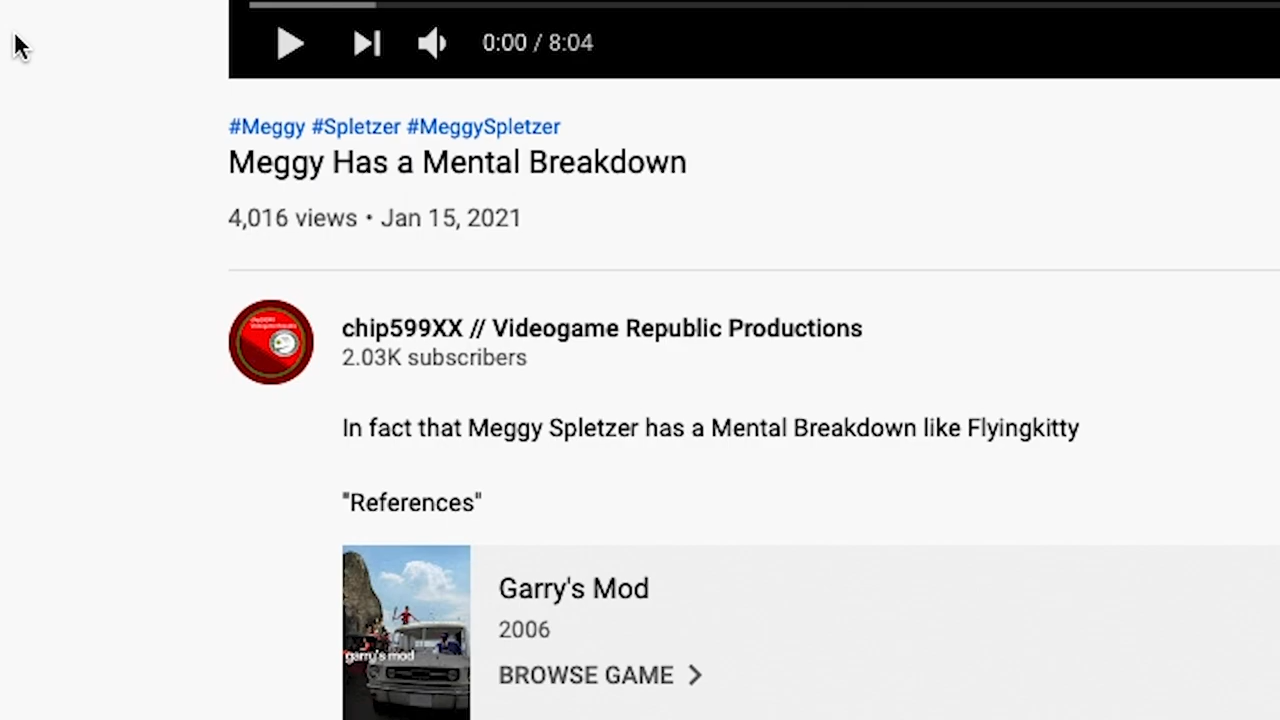 0:00 / 8:04
#Meggy #Spletzer #MeggySpletzer
Meggy Has a Mental Breakdown
4,016 views • Jan 15, 2021
chip599XX // Videogame Republic Productions
2.03K subscribers
In fact that Meggy Spletzer has a Mental Breakdown like Flyingkitty
"References"
garry's mod
Garry's Mod
2006
BROWSE GAME